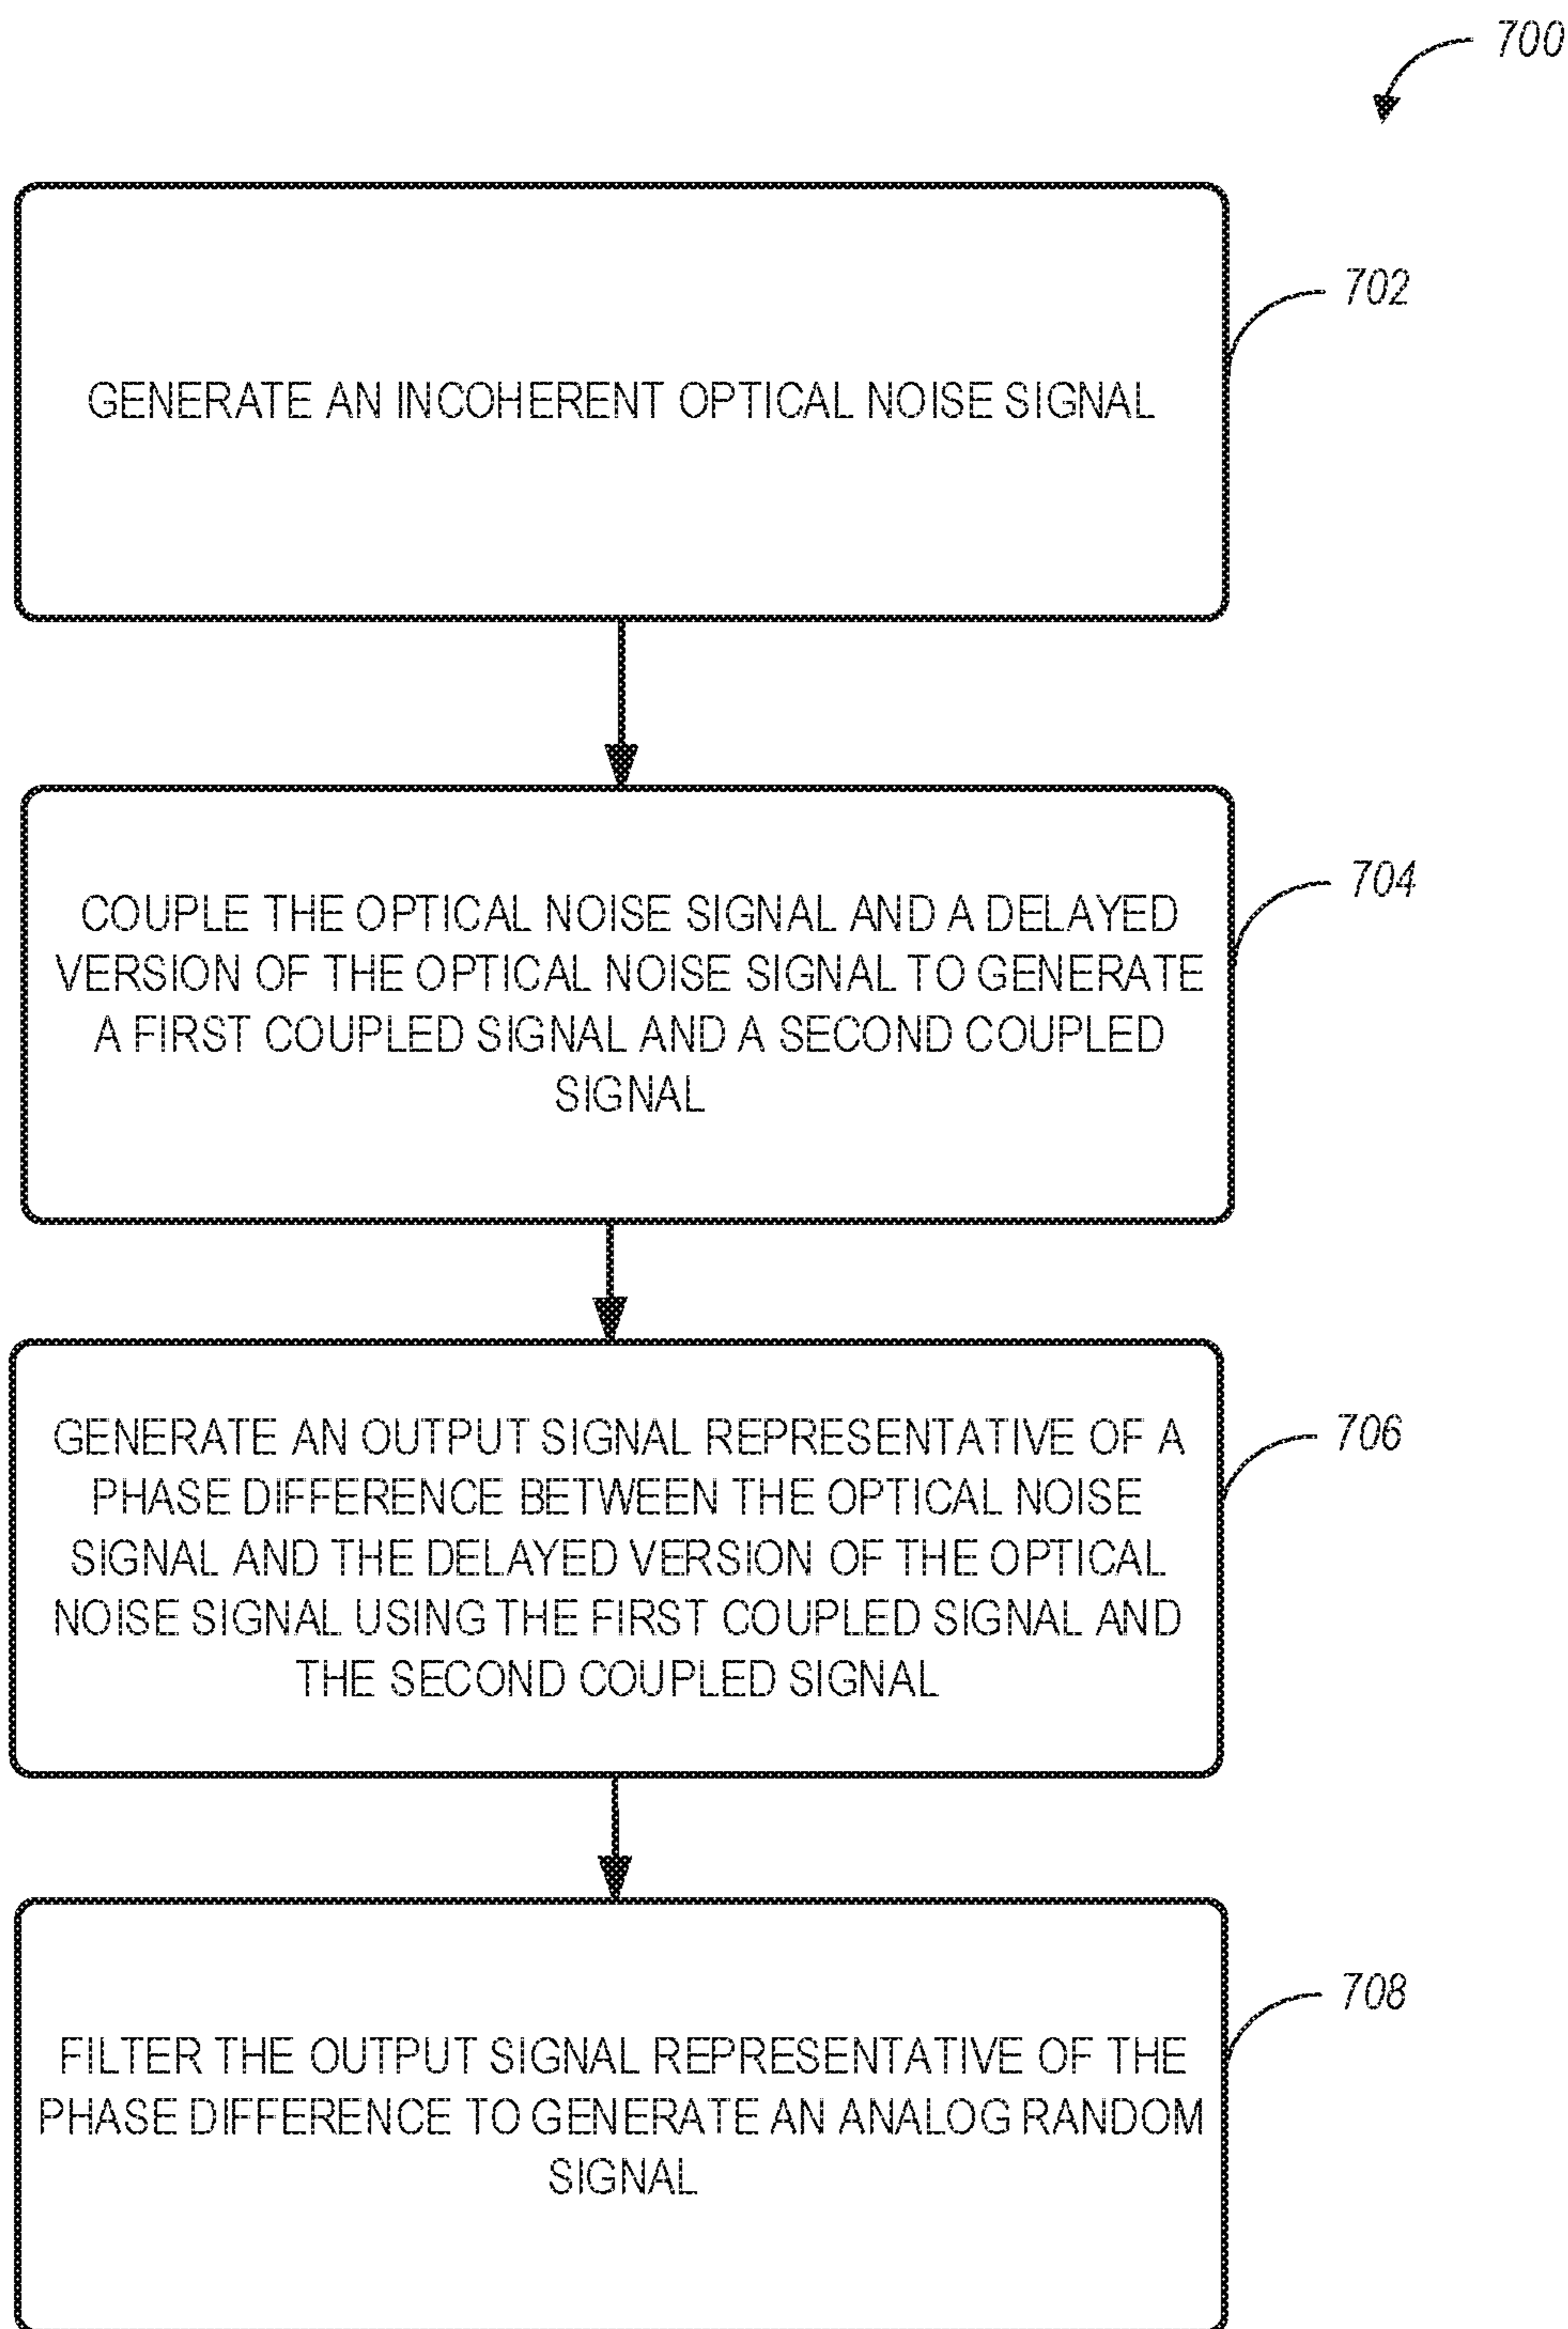 700
702
GENERATE AN INCOHERENT OPTICAL NOISE SIGNAL
704
COUPLE THE OPTICAL NOISE SIGNAL AND A DELAYED
VERSION OF THE OPTICAL NOISE SIGNAL TO GENERATE
A FIRST COUPLED SIGNAL AND A SECOND COUPLED
SIGNAL
706
GENERATE AN OUTPUT SIGNAL REPRESENTATIVE OF A
PHASE DIFFERENCE BETWEEN THE OPTICAL NOISE
SIGNAL AND THE DELAYED VERSION OF THE OPTICAL
NOISE SIGNAL USING THE FIRST COUPLED SIGNAL AND
THE SECOND COUPLED SIGNAL
708
FILTER THE OUTPUT SIGNAL REPRESENTATIVE OF THE
PHASE DIFFERENCE TO GENERATE AN ANALOG RANDOM
SIGNAL